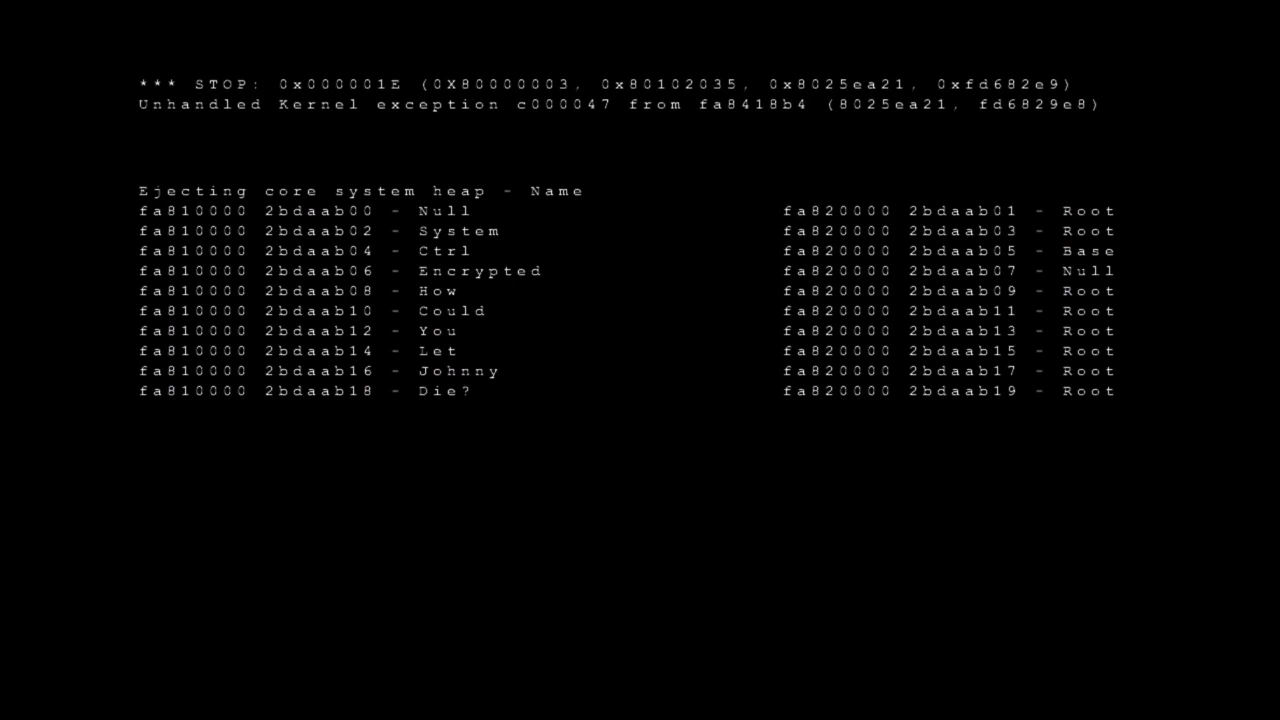 *** STOP: 0x000001E (0X80000003, 0x80102035, 0x8025ea21, 0xfd682e9)
Unhandled Kernel exception c000047 from fa8418b4 (8025ea21, fd6829e8)
Ejecting core system heap - Name
fa810000 2bdaab00 - Null fa820000 2bdaab01 - Root
fa810000 2bdaab02 - System fa820000 2bdaab03 - Root
fa810000 2bdaab04 - Ctrl fa820000 2bdaab05 - Base
fa810000 2bdaab06 - Encrypted fa820000 2bdaab07 - Null
fa810000 2bdaab08 - How fa820000 2bdaab09 - Root
fa810000 2bdaab10 - Could fa820000 2bdaab11 - Root
fa810000 2bdaab12 - You fa820000 2bdaab13 - Root
fa810000 2bdaab14 - Let fa820000 2bdaab15 - Root
fa810000 2bdaab16 - Johnny fa820000 2bdaab17 - Root
fa810000 2bdaab18 - Die? fa820000 2bdaab19 - Root